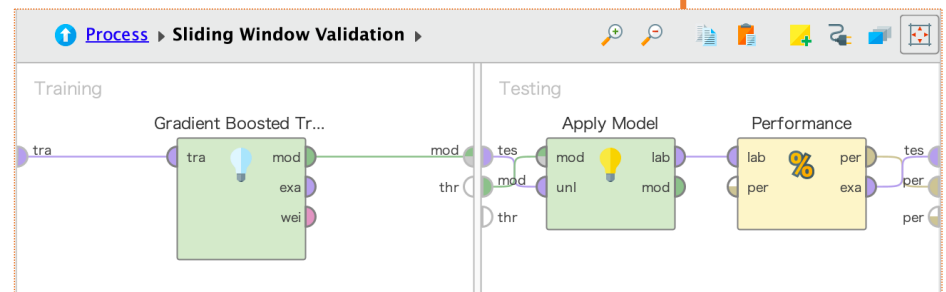 Process ▸ Sliding Window Validation ▸
Training
Testing
Gradient Boosted Tr...
Apply Model
Performance
tra
tra
mod
exa
wei
mod
thr
tes
mod
thr
mod
unl
lab
mod
lab
per
%
per
exa
tes
per
per